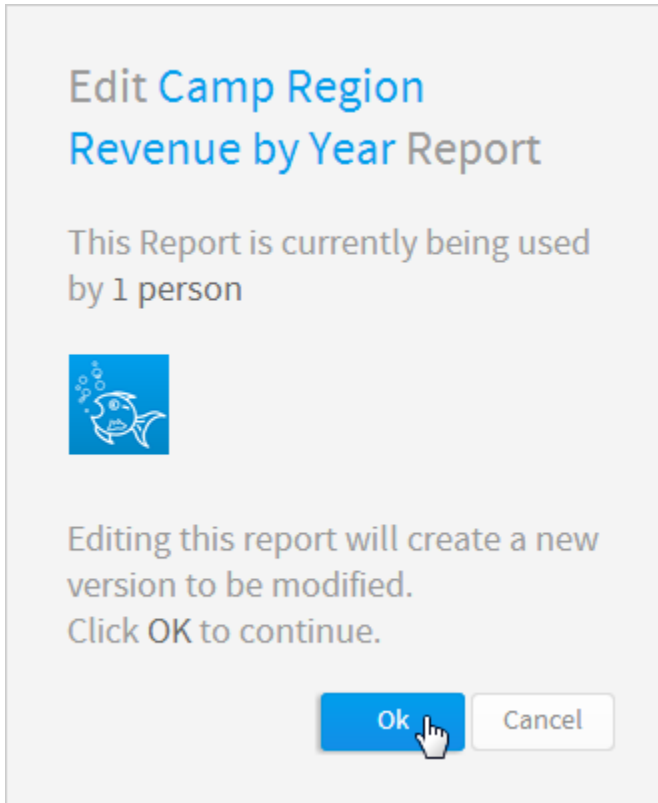 Edit Camp Region
Revenue by Year Report
This Report is currently being used
by 1 person
Editing this report will create a new
version to be modified.
Click OK to continue.
Ok Cancel